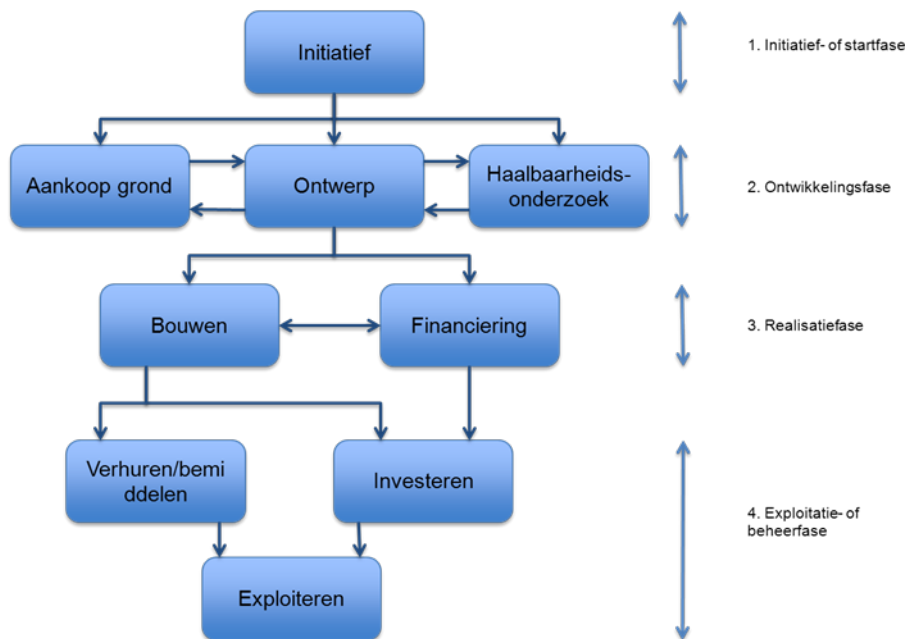 Initiatief
1. Initiatief- of startfase
Aankoop grond
Ontwerp
Haalbaarheids-
onderzoek
2. Ontwikkelingsfase
Bouwen
Financiering
3. Realisatiefase
Verhuren/bemi
ddelen
Investeren
4. Exploitatie- of
beheerfase
Exploiteren